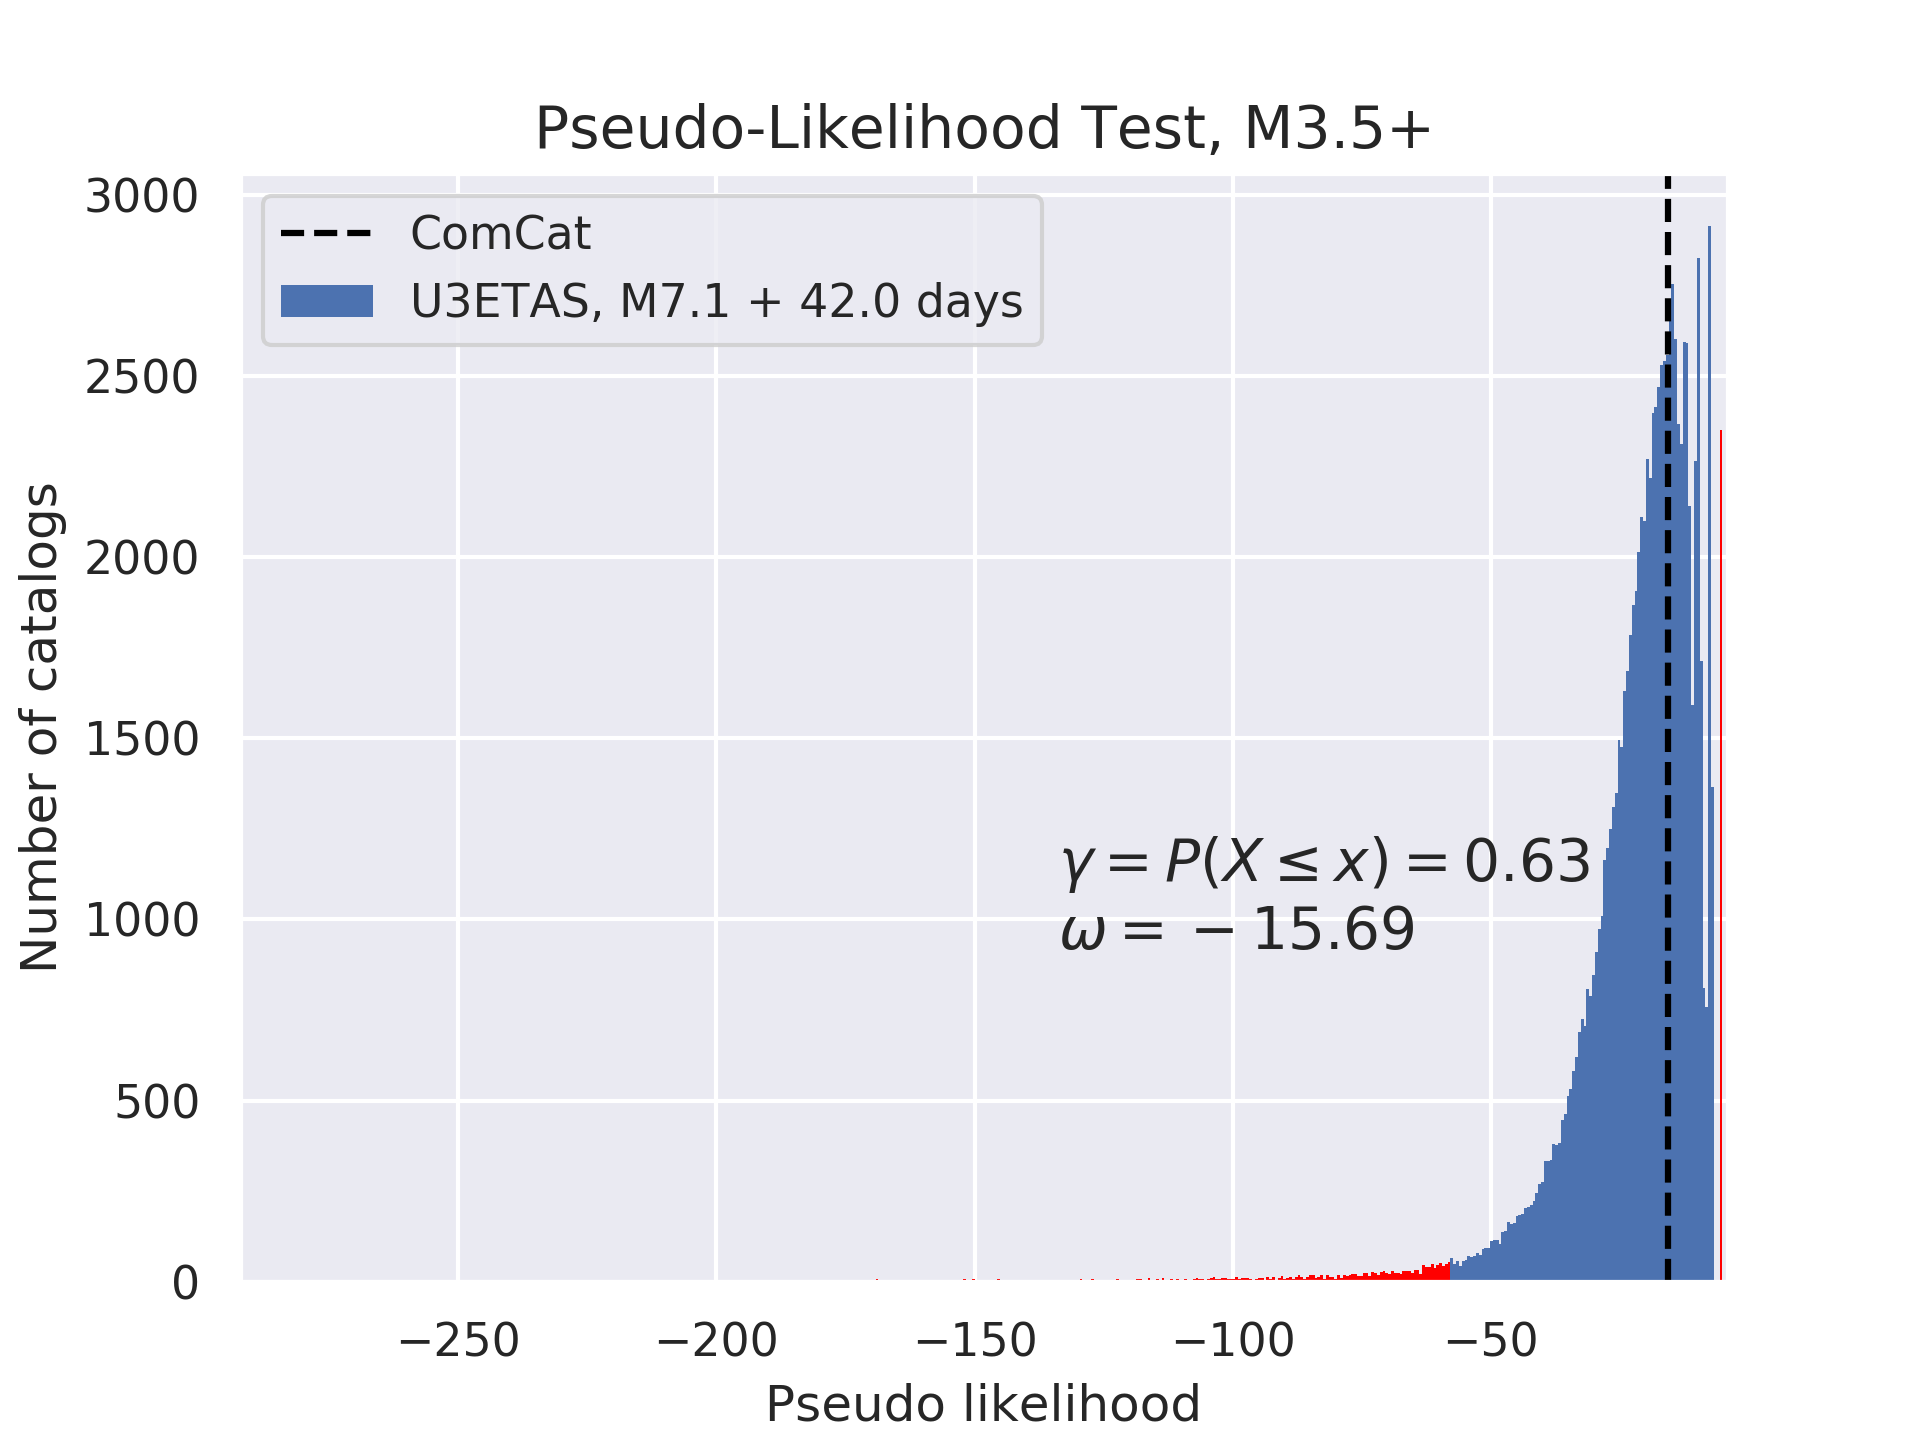 Pseudo-Likelihood Test, M3.5+
3000
2500
2000
1500
1000
500
0
Number of catalogs
ComCat
U3ETAS, M7.1 + 42.0 days
γ = P(X ≤ x) = 0.63
ω = − 15.69
−250
−200
−150
−100
−50
Pseudo likelihood